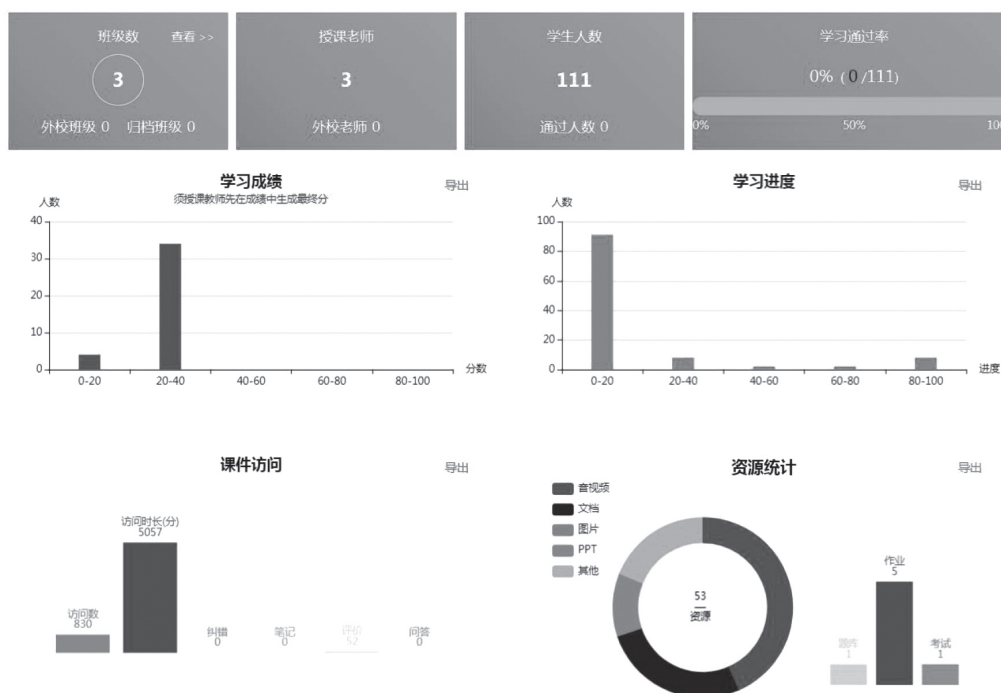 班级数 查看 >>
3
外校班级 0 归档班级 0
授课老师
3
外校老师 0
学生人数
111
通过人数 0
学习通过率
0% ( 0 /111)
0% 50% 100
学习成绩
导出
须授课教师先在成绩中生成最终分
人数
40
30
20
10
0
0-20 20-40 40-60 60-80 80-100
分数
学习进度
导出
人数
100
80
60
40
20
0
0-20 20-40 40-60 60-80 80-100
进度
课件访问
导出
访问数
830
访问时长(分)
5057
纠错
0
笔记
0
评价
52
问答
0
资源统计
导出
音视频
文档
图片
PPT
其他
53
资源
题库
1
作业
5
考试
1